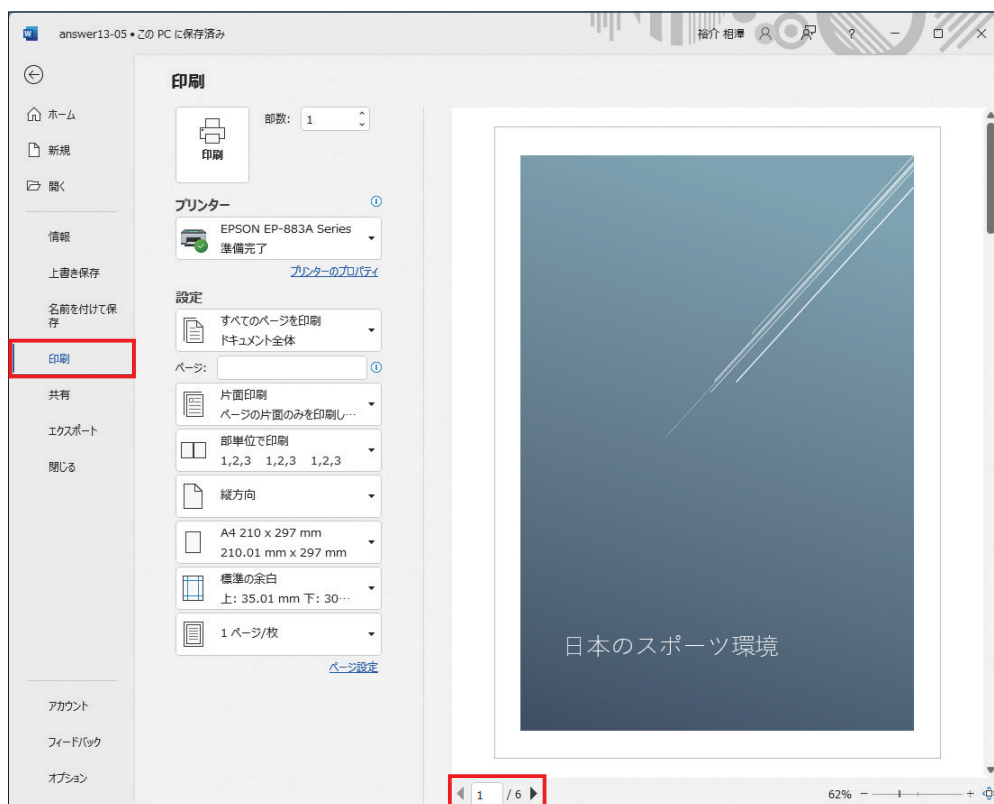 answer13-05 • この PC に保存済み
裕介 相澤
?
印刷
ホーム
新規
開く
情報
上書き保存
名前を付けて保
存
印刷
共有
エクスポート
閉じる
アカウント
フィードバック
オプション
印刷
部数: 1
プリンター
EPSON EP-883A Series
準備完了
プリンターのプロパティ
設定
すべてのページを印刷
ドキュメント全体
ページ:
片面印刷
ページの片面のみを印刷し…
部単位で印刷
1,2,3 1,2,3 1,2,3
縦方向
A4 210 x 297 mm
210.01 mm x 297 mm
標準の余白
上: 35.01 mm 下: 30…
1 ページ/枚
ページ設定
日本のスポーツ環境
1 / 6
62%